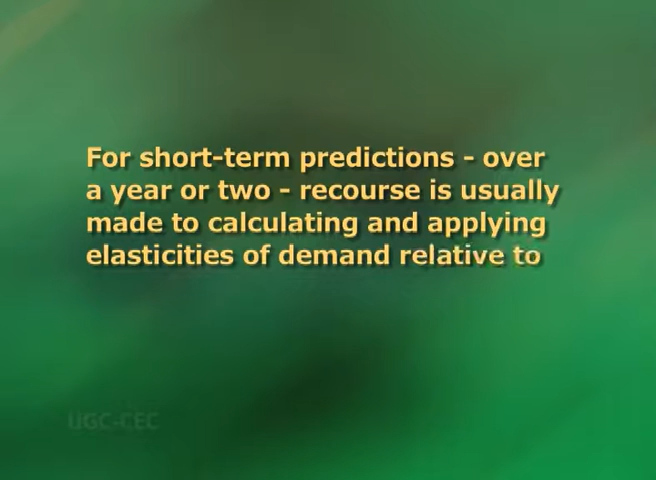 For short-term predictions - over
a year or two - recourse is usually
made to calculating and applying
elasticities of demand relative to
UGC-CEC